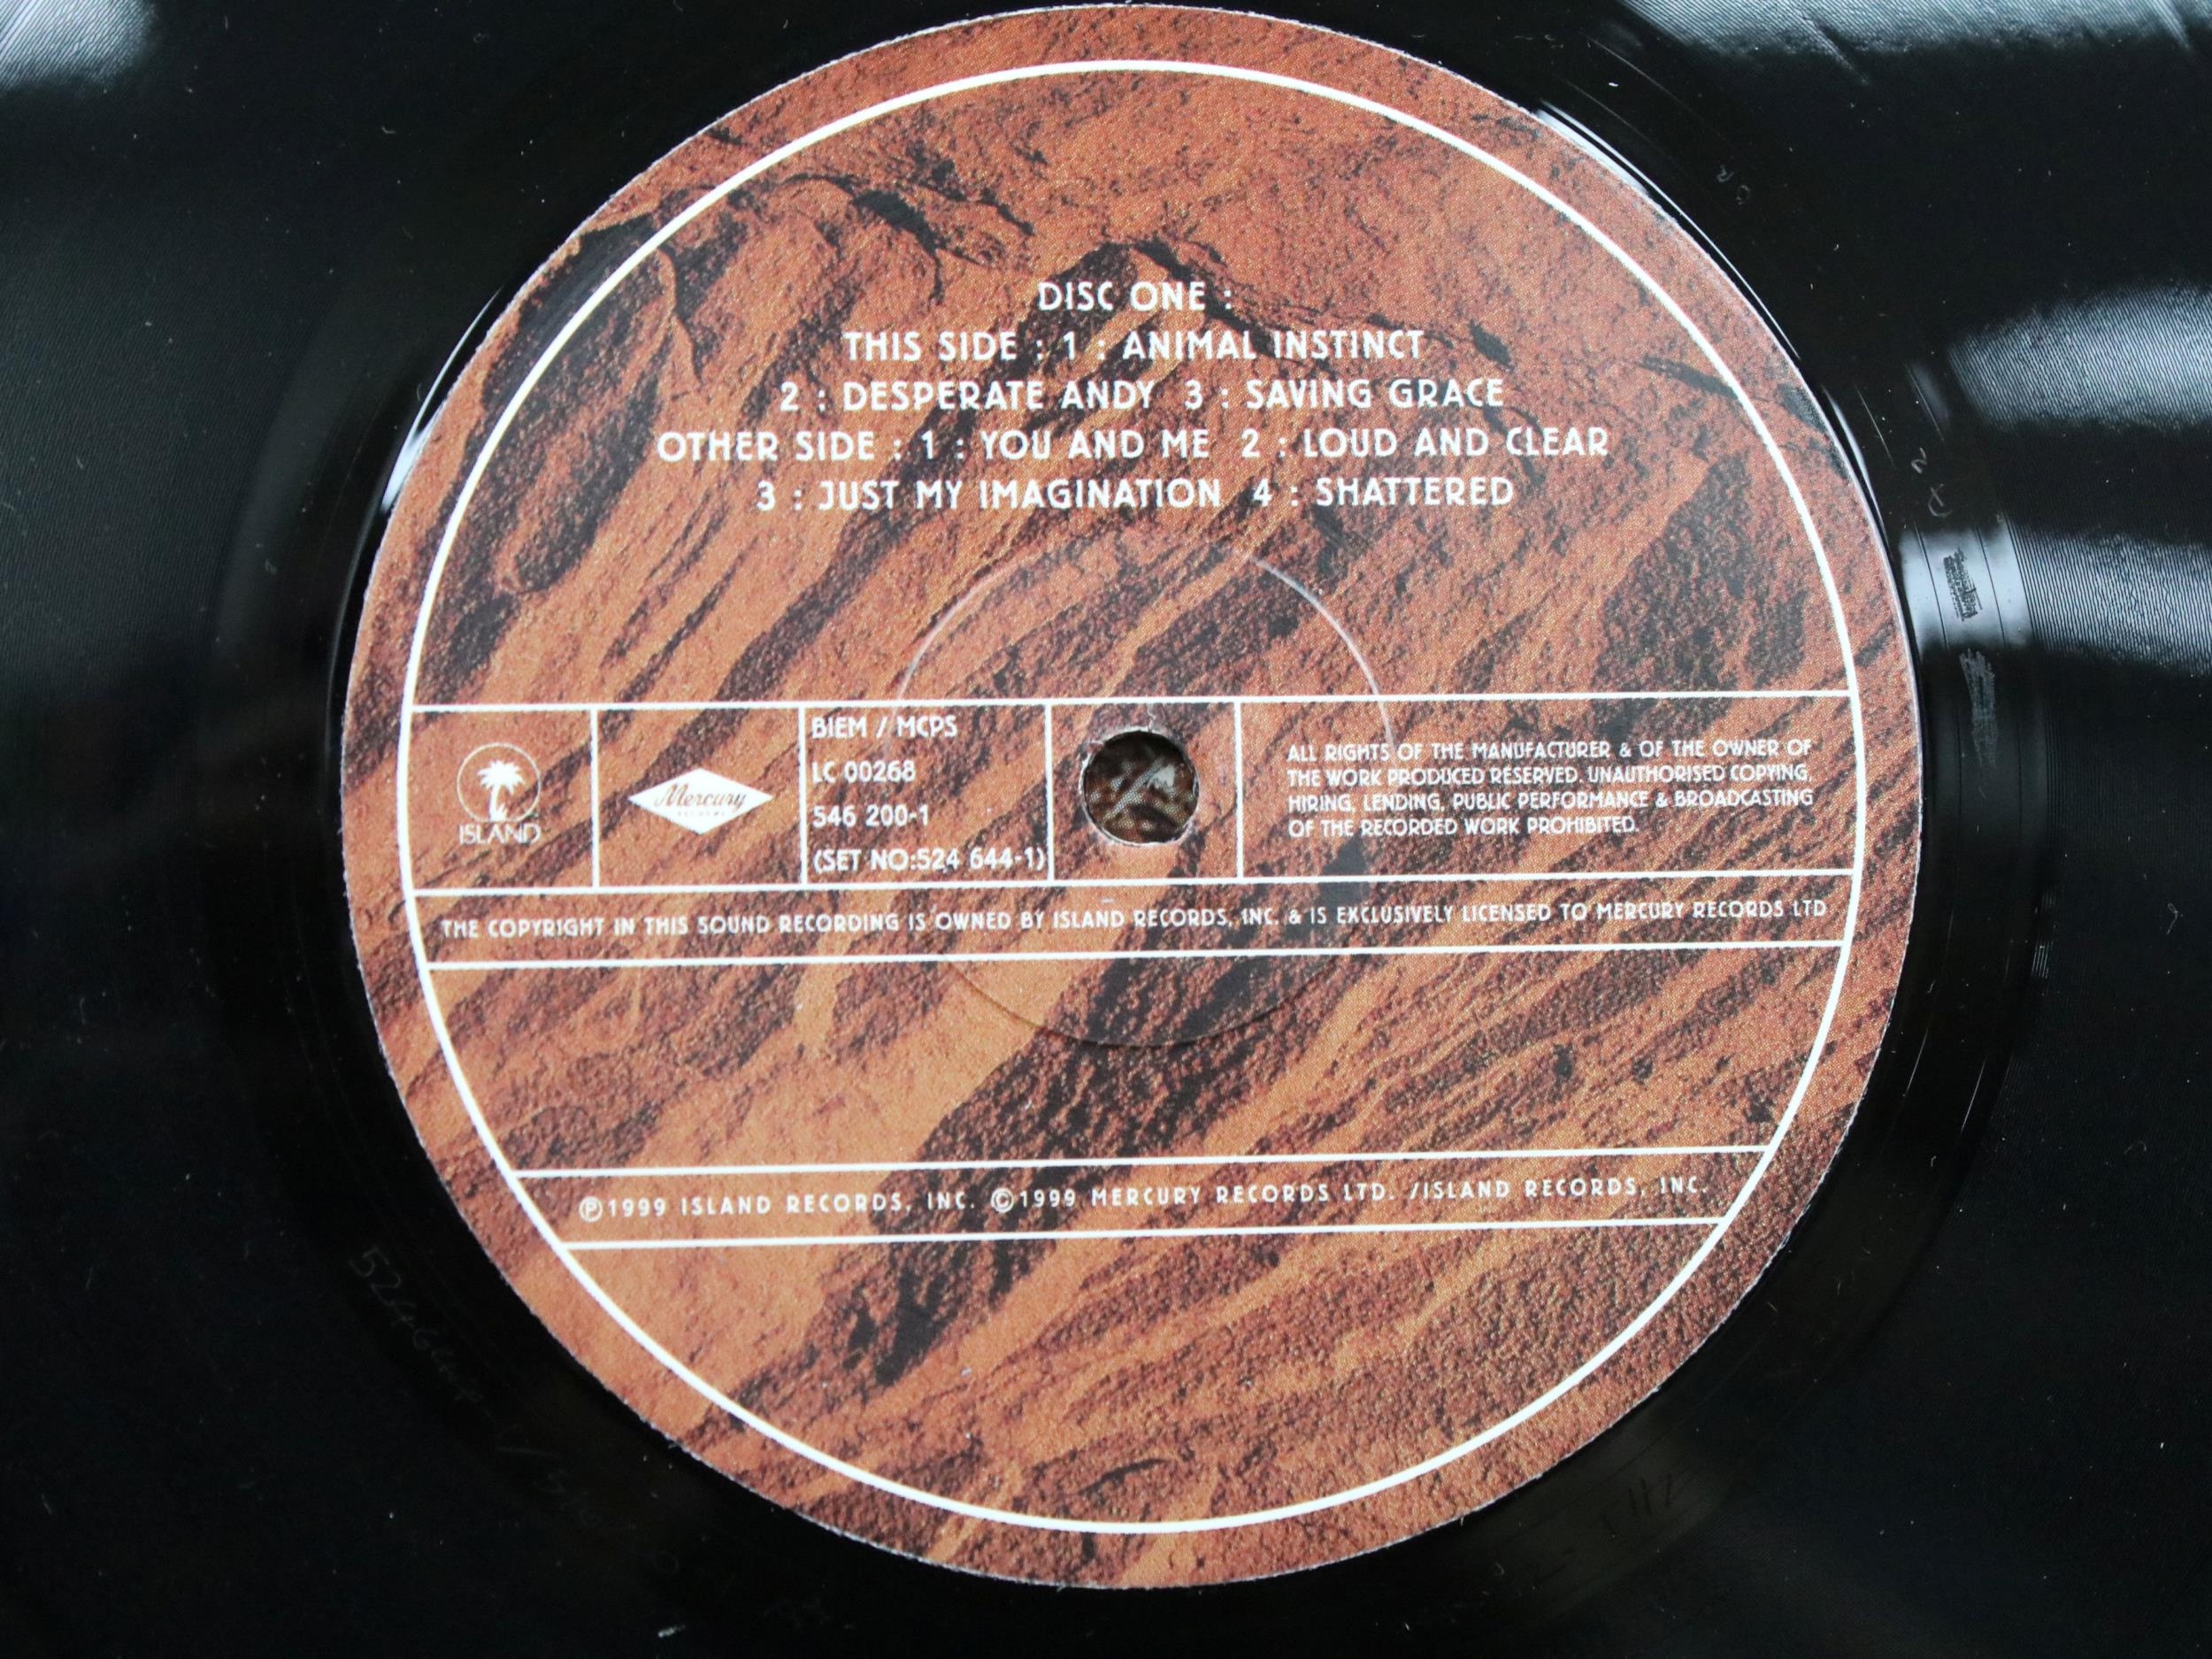 DISC ONE :
THIS SIDE : 1 : ANIMAL INSTINCT
2 : DESPERATE ANDY 3 : SAVING GRACE
OTHER SIDE : 1 : YOU AND ME 2 : LOUD AND CLEAR
3 : JUST MY IMAGINATION 4 : SHATTERED
ISLAND
Mercury
BIEM / MCPS
LC 00268
546 200-1
(SET NO:524 644-1)
ALL RIGHTS OF THE MANUFACTURER & OF THE OWNER OF
THE WORK PRODUCED RESERVED. UNAUTHORISED COPYING,
HIRING, LENDING, PUBLIC PERFORMANCE & BROADCASTING
OF THE RECORDED WORK PROHIBITED.
THE COPYRIGHT IN THIS SOUND RECORDING IS OWNED BY ISLAND RECORDS, INC. & IS EXCLUSIVELY LICENSED TO MERCURY RECORDS LTD
℗1999 ISLAND RECORDS, INC. ©1999 MERCURY RECORDS LTD. /ISLAND RECORDS, INC.